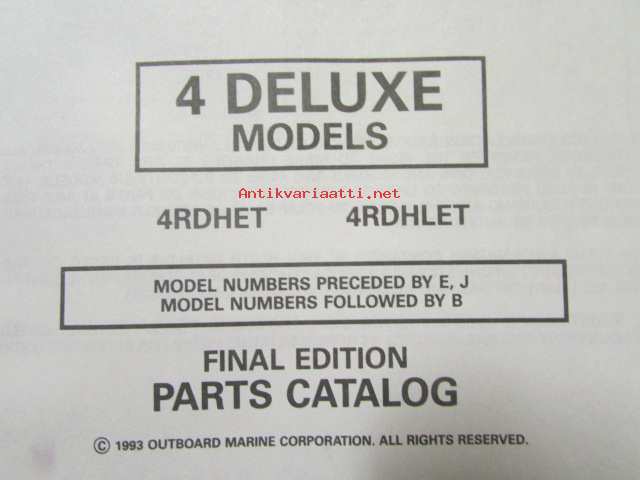 4 DELUXE
MODELS
Antikvariaatti.net
4RDHET 4RDHLET
MODEL NUMBERS PRECEDED BY E, J
MODEL NUMBERS FOLLOWED BY B
FINAL EDITION
PARTS CATALOG
© 1993 OUTBOARD MARINE CORPORATION. ALL RIGHTS RESERVED.